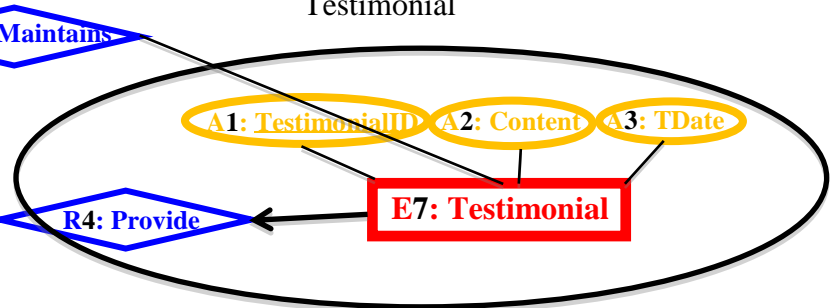 Testimonial
Maintains
A1: TestimonialID
A2: Content
A3: TDate
E7: Testimonial
R4: Provide